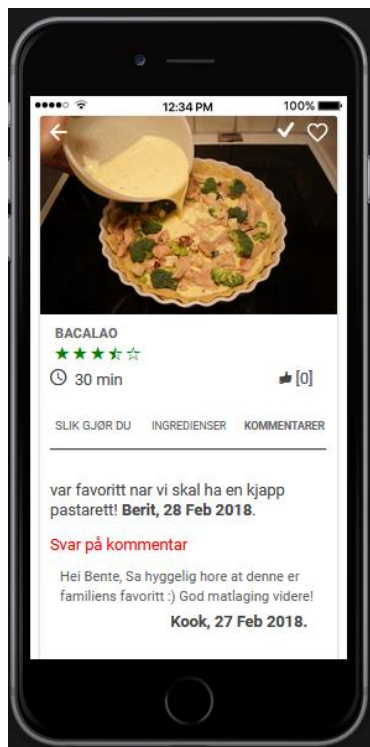 12:34 PM
100%
BACALAO
30 min
[0]
SLIK GJØR DU INGREDIENSER KOMMENTARER
var favoritt nar vi skal ha en kjapp
pastarett! Berit, 28 Feb 2018.
Svar på kommentar
Hei Bente, Sa hyggelig hore at denne er
familiens favoritt :) God matlaging videre!
Kook, 27 Feb 2018.